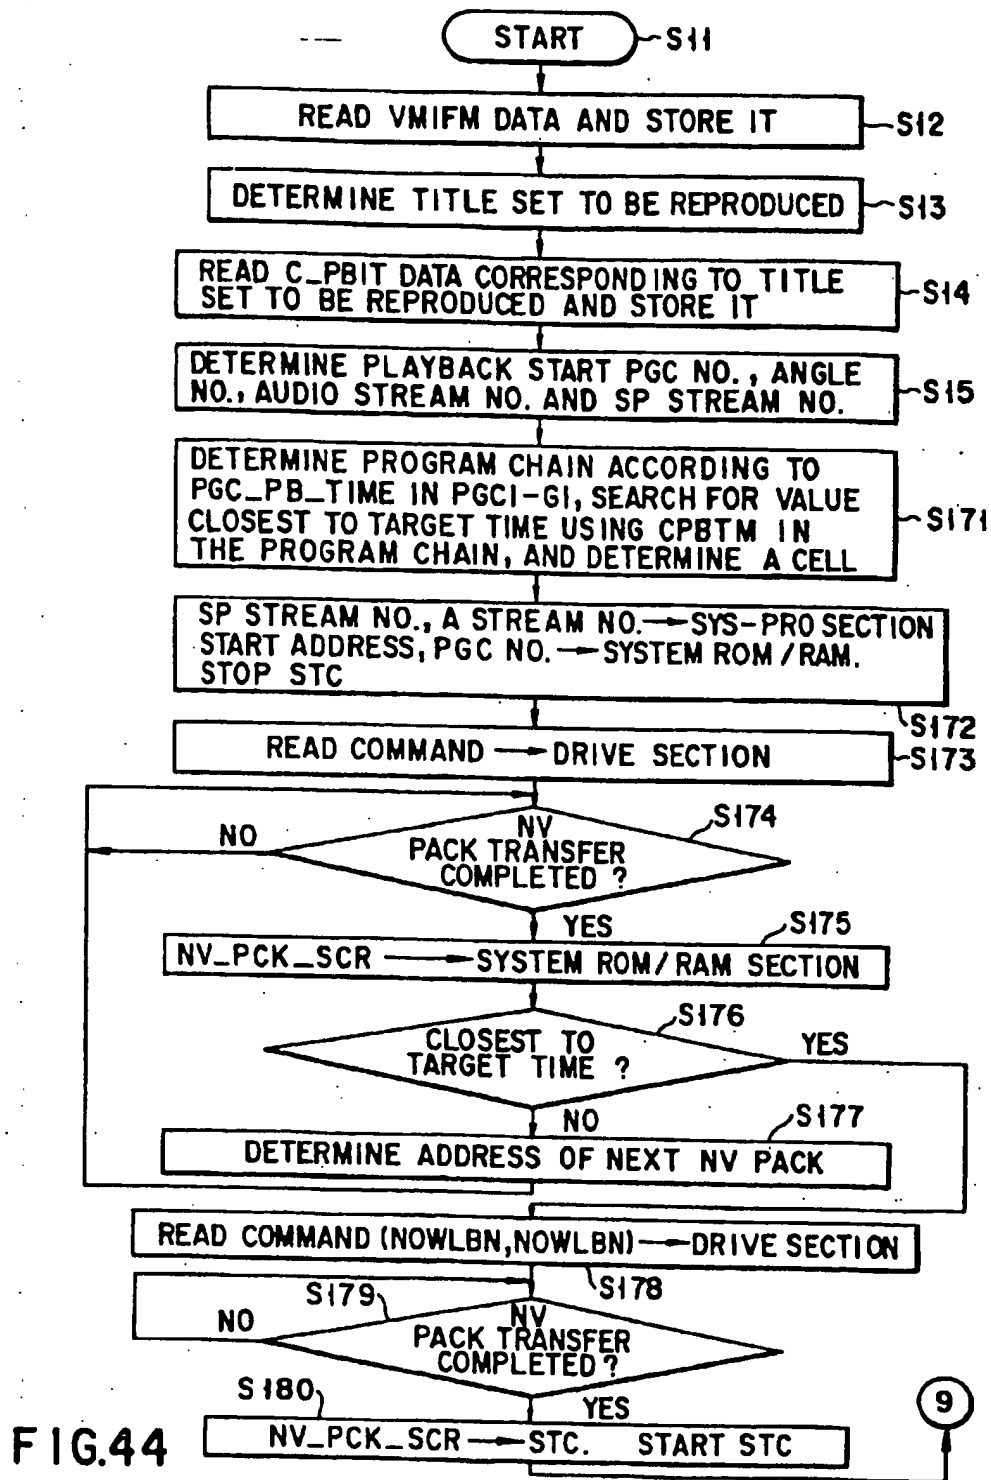 START S11
READ VMIFM DATA AND STORE IT S12
DETERMINE TITLE SET TO BE REPRODUCED S13
READ C_PBIT DATA CORRESPONDING TO TITLE
SET TO BE REPRODUCED AND STORE IT S14
DETERMINE PLAYBACK START PGC NO., ANGLE
NO., AUDIO STREAM NO. AND SP STREAM NO. S15
DETERMINE PROGRAM CHAIN ACCORDING TO
PGC_PB_TIME IN PGCI-GI, SEARCH FOR VALUE
CLOSEST TO TARGET TIME USING CPBTM IN
THE PROGRAM CHAIN, AND DETERMINE A CELL
S171
SP STREAM NO., A STREAM NO. → SYS-PRO SECTION
START ADDRESS, PGC NO. → SYSTEM ROM/RAM.
STOP STC
S172
READ COMMAND → DRIVE SECTION S173
S174
NO
NV
PACK TRANSFER
COMPLETED ?
YES
S175
NV_PCK_SCR → SYSTEM ROM/RAM SECTION
S176
CLOSEST TO
TARGET TIME ?
YES
NO
S177
DETERMINE ADDRESS OF NEXT NV PACK
READ COMMAND (NOWLBN,NOWLBN) → DRIVE SECTION
S178
S179
NO
NV
PACK TRANSFER
COMPLETED ?
YES
S180
NV_PCK_SCR → STC. START STC
9
FIG.44